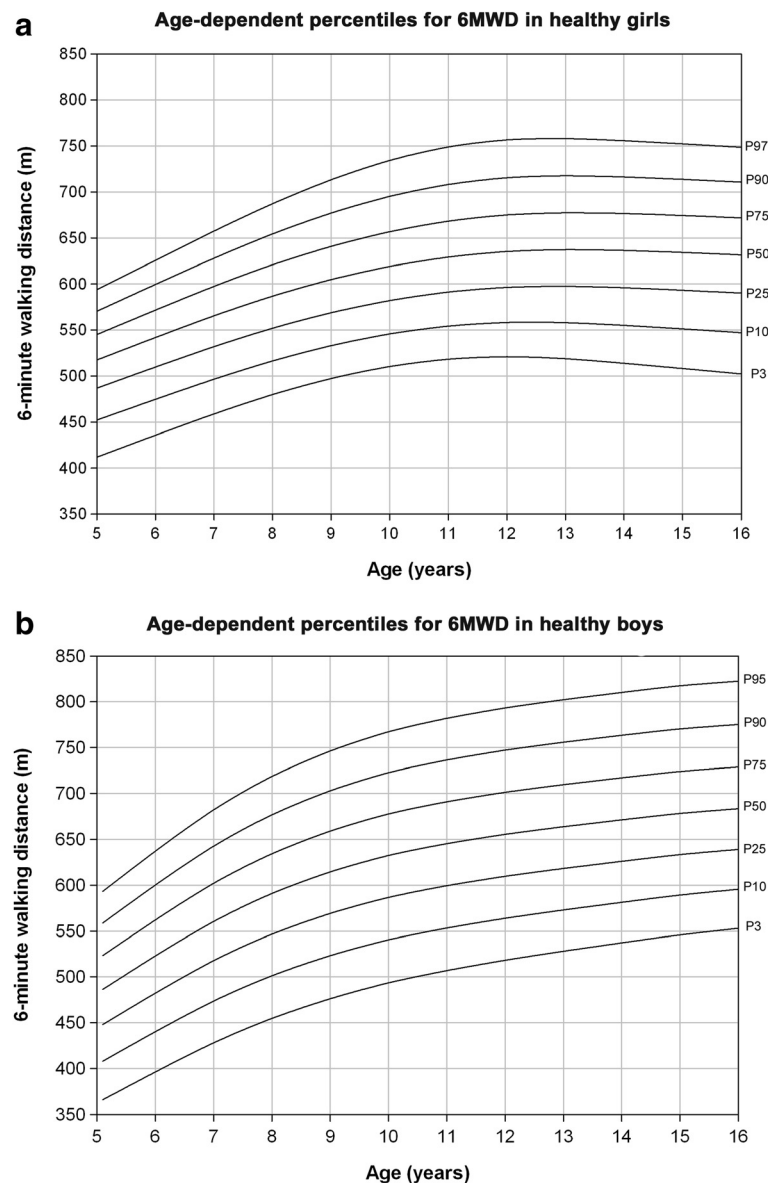 a
Age-dependent percentiles for 6MWD in healthy girls
6-minute walking distance (m)
850
800
750
700
650
600
550
500
450
400
350
P97
P90
P75
P50
P25
P10
P3
5 6 7 8 9 10 11 12 13 14 15 16
Age (years)
b
Age-dependent percentiles for 6MWD in healthy boys
6-minute walking distance (m)
850
800
750
700
650
600
550
500
450
400
350
P95
P90
P75
P50
P25
P10
P3
5 6 7 8 9 10 11 12 13 14 15 16
Age (years)